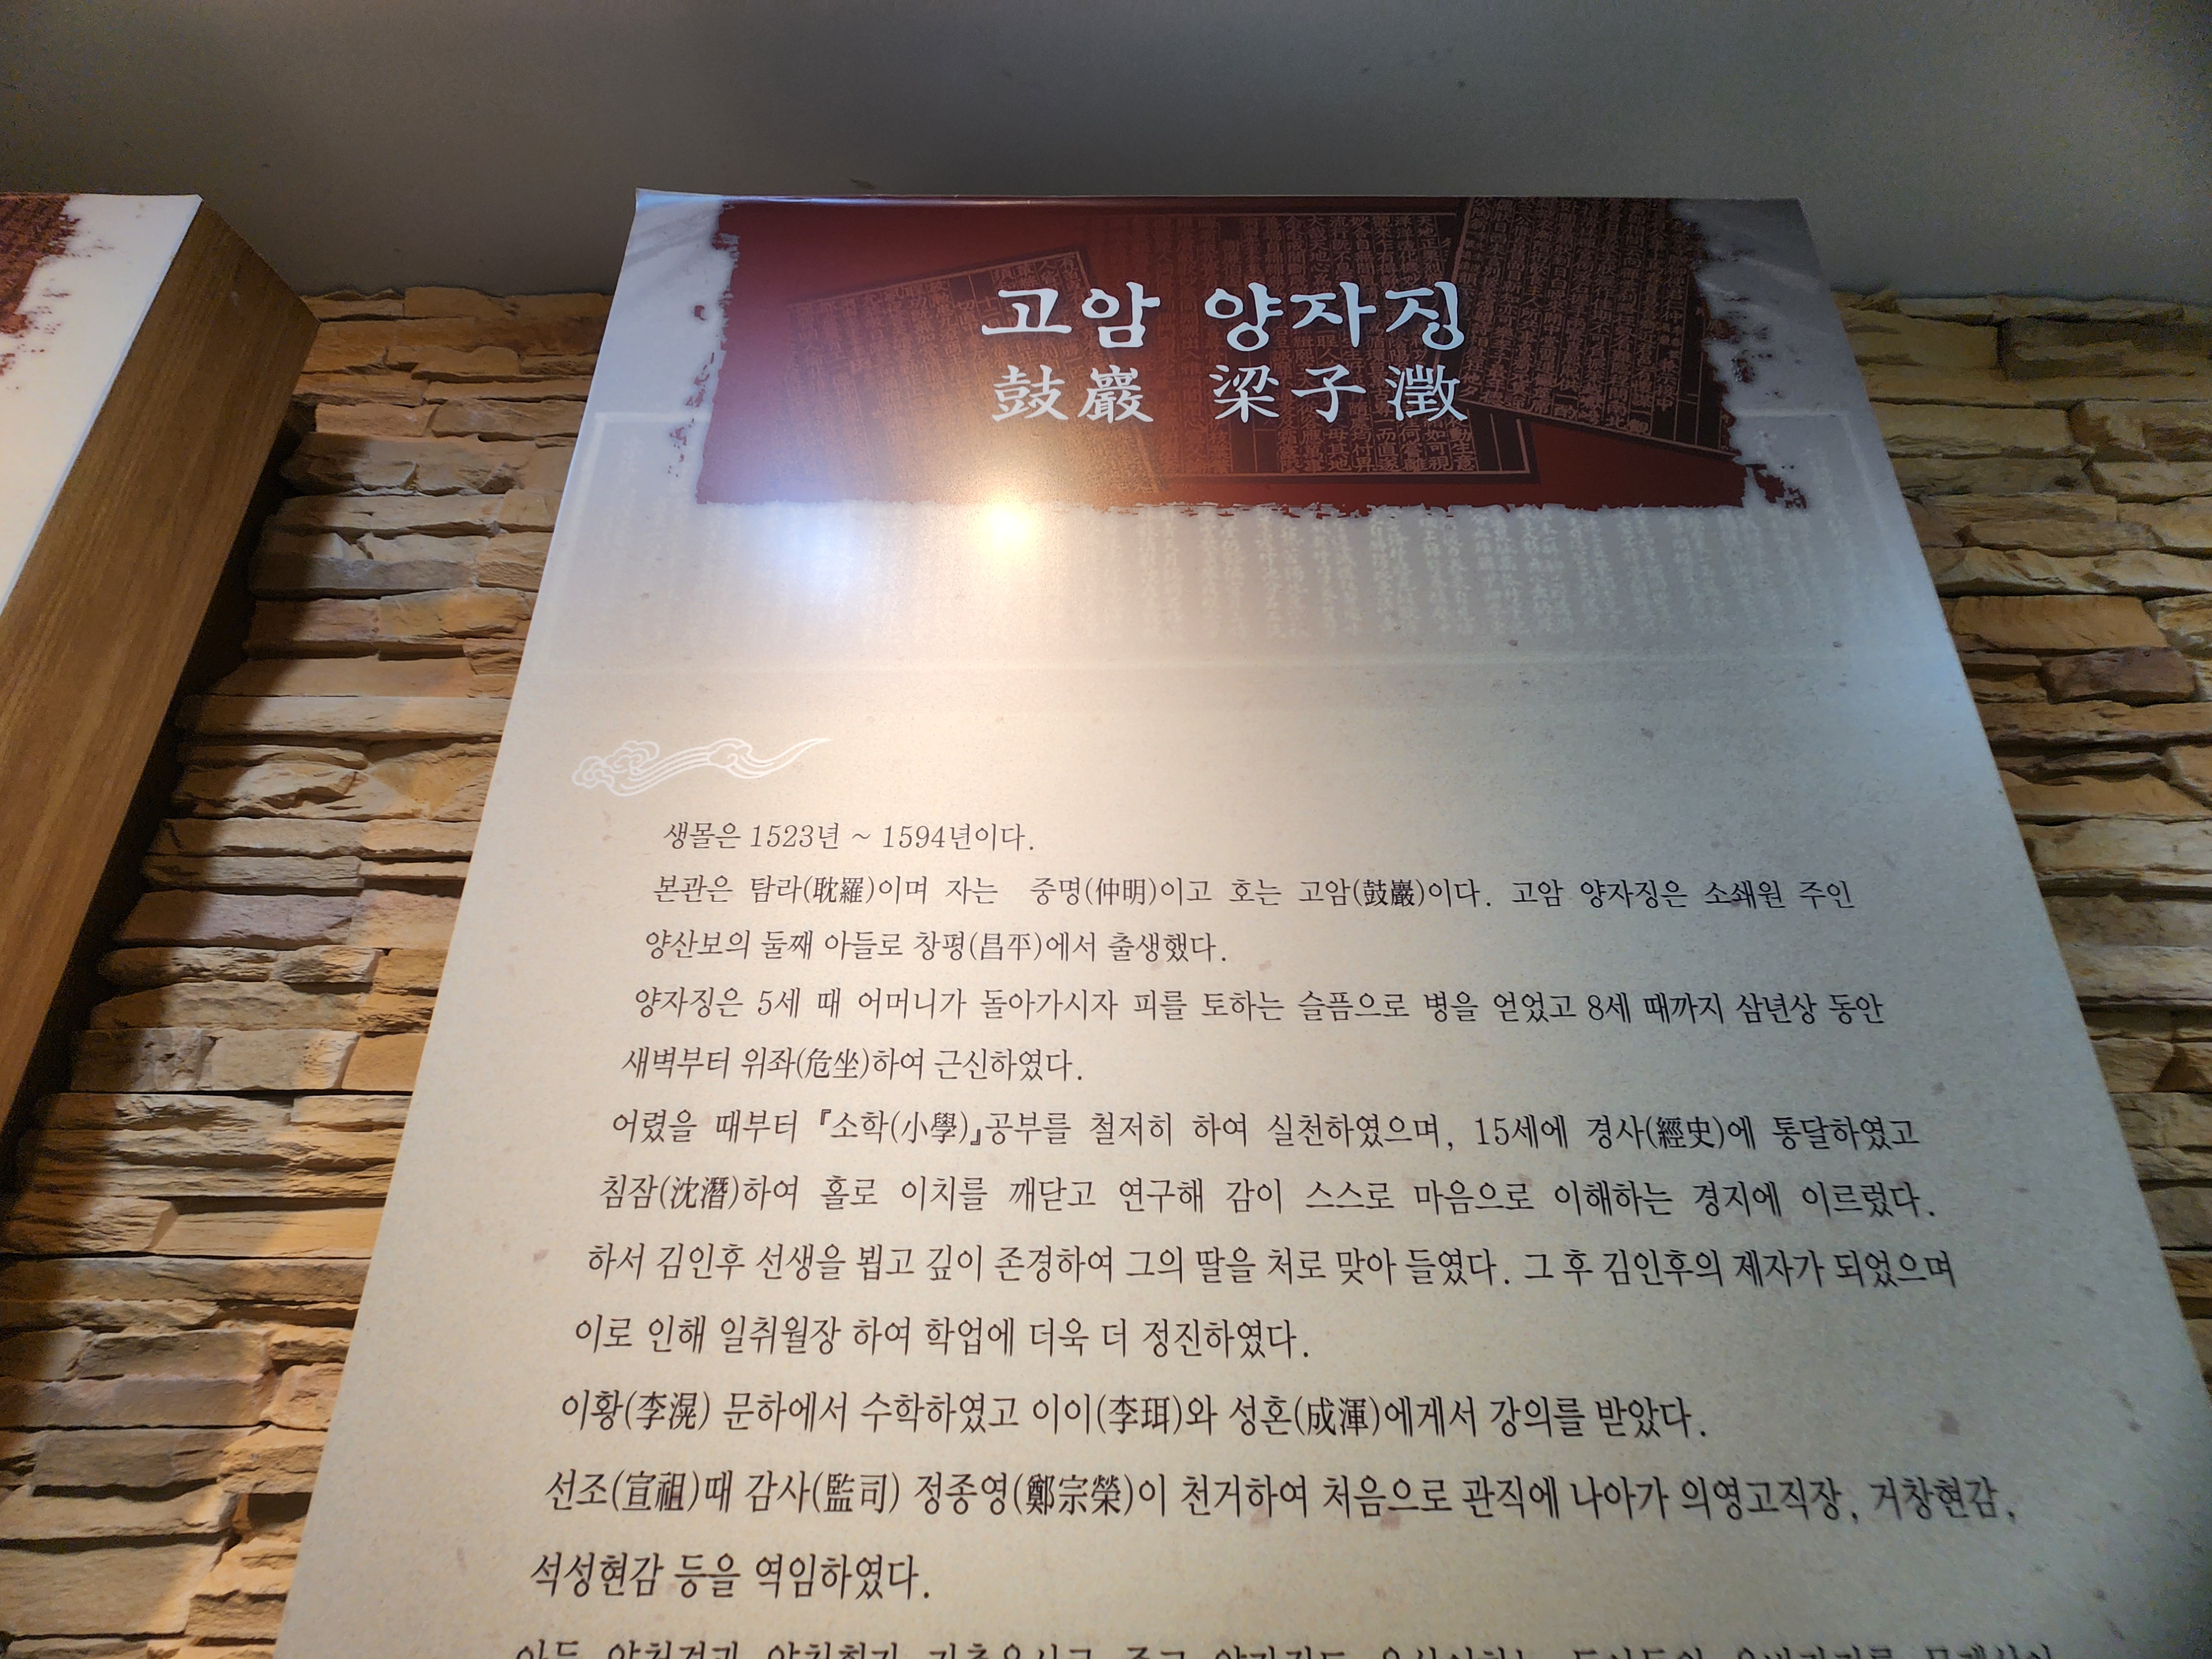 고암 양자징
鼓巖 梁子澂
생몰은 1523년 ~ 1594년이다.
본관은 탐라(耽羅)이며 자는 중명(仲明)이고 호는 고암(鼓巖)이다. 고암 양자징은 소쇄원 주인
양산보의 둘째 아들로 창평(昌平)에서 출생했다.
양자징은 5세 때 어머니가 돌아가시자 피를 토하는 슬픔으로 병을 얻었고 8세 때까지 삼년상 동안
새벽부터 위좌(危坐)하여 근신하였다.
어렸을 때부터 『소학(小學)』공부를 철저히 하여 실천하였으며, 15세에 경사(經史)에 통달하였고
침잠(沈潛)하여 홀로 이치를 깨닫고 연구해 감이 스스로 마음으로 이해하는 경지에 이르렀다.
하서 김인후 선생을 뵙고 깊이 존경하여 그의 딸을 처로 맞아 들였다. 그 후 김인후의 제자가 되었으며
이로 인해 일취월장 하여 학업에 더욱 더 정진하였다.
이황(李滉) 문하에서 수학하였고 이이(李珥)와 성혼(成渾)에게서 강의를 받았다.
선조(宣祖)때 감사(監司) 정종영(鄭宗榮)이 천거하여 처음으로 관직에 나아가 의영고직장, 거창현감,
석성현감 등을 역임하였다.